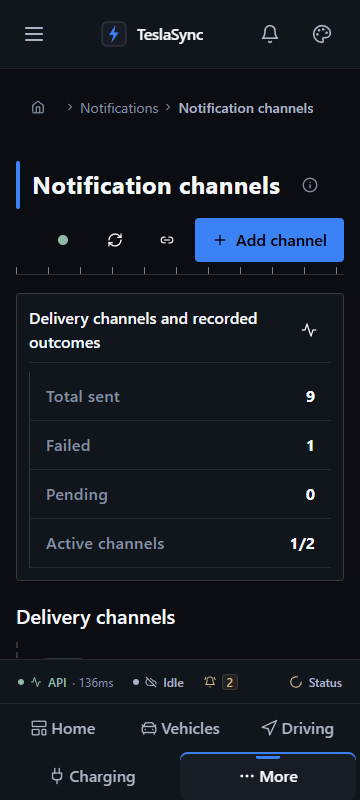 TeslaSync
Notifications
Notification channels
Notification channels
Add channel
Delivery channels and recorded
outcomes
Total sent 9
Failed 1
Pending 0
Active channels 1/2
Delivery channels
API · 136ms Idle 2 Status
Home Vehicles Driving
Charging More